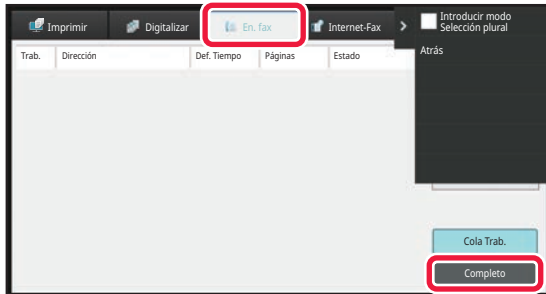 Imprimir
Digitalizar
En. fax
Internet-Fax
Introducir modo
Selección plural
Atrás
Trab.
Dirección
Def. Tiempo
Páginas
Estado
Cola Trab.
Completo